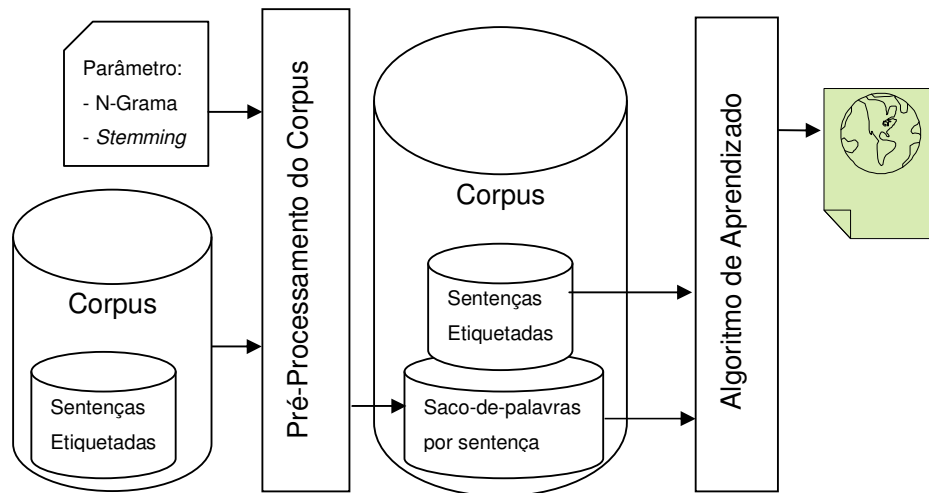 Parâmetro:
- N-Grama
- Stemming
Corpus
Sentenças
Etiquetadas
Pré-Processamento do Corpus
Corpus
Sentenças
Etiquetadas
Saco-de-palavras
por sentença
Algoritmo de Aprendizado